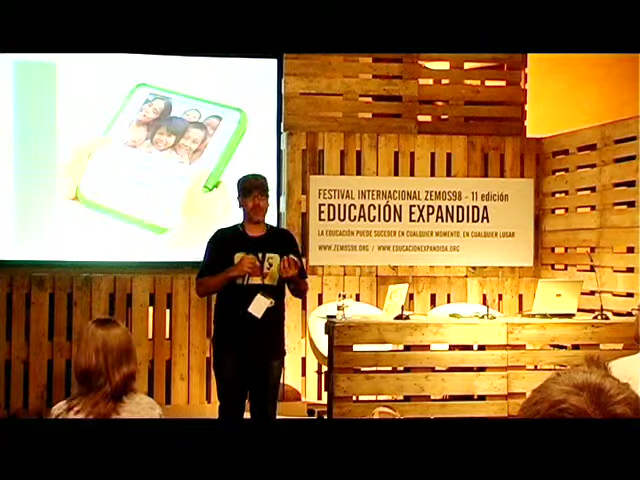 FESTIVAL INTERNACIONAL ZEMOS98 - 11 edición
EDUCACIÓN EXPANDIDA
LA EDUCACIÓN PUEDE SUCEDER EN CUALQUIER MOMENTO, EN CUALQUIER LUGAR
WWW.ZEMOS98.ORG / WWW.EDUCACIONEXPANDIDA.ORG